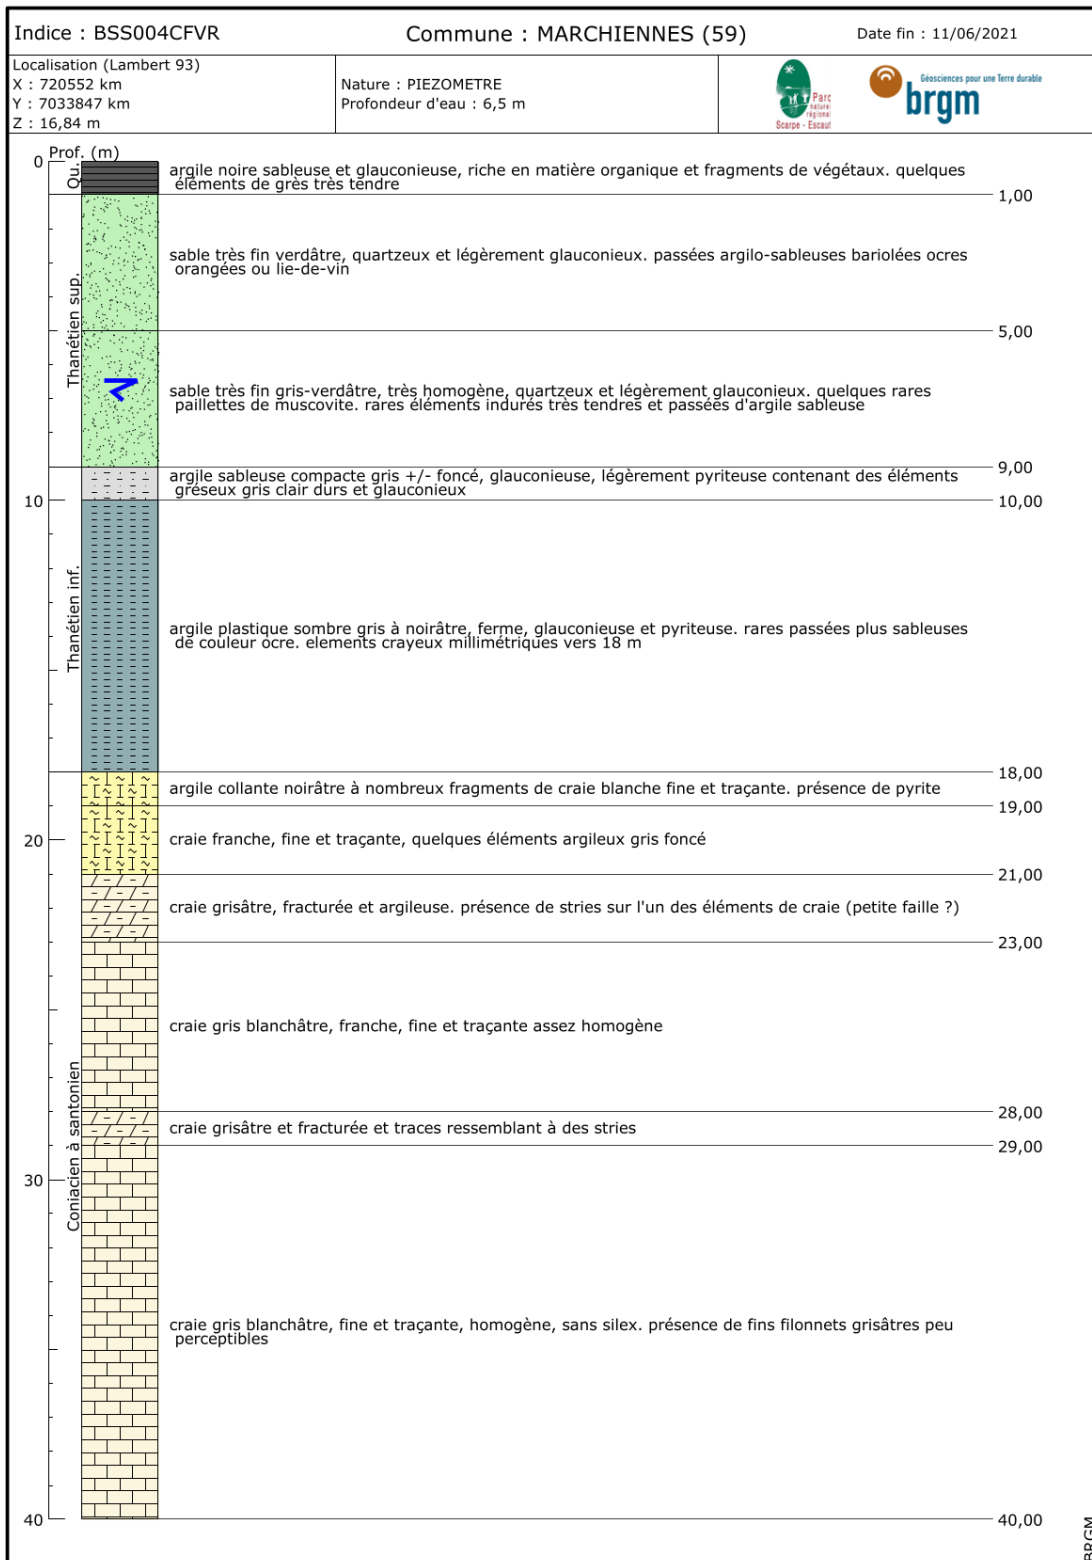 Indice : BSS004CFVR
Commune : MARCHIENNES (59)
Date fin : 11/06/2021
Localisation (Lambert 93)
X : 720552 km
Y : 7033847 km
Z : 16,84 m
Nature : PIEZOMETRE
Profondeur d'eau : 6,5 m
Parc
naturel
régional
Scarpe - Escaut
Géosciences pour une Terre durable
brgm
Prof. (m)
0
Qu.
argile noire sableuse et glauconieuse, riche en matière organique et fragments de végétaux. quelques
éléments de grès très tendre
1,00
Thanétien sup.
sable très fin verdâtre, quartzeux et légèrement glauconieux. passées argilo-sableuses bariolées ocres
orangées ou lie-de-vin
5,00
sable très fin gris-verdâtre, très homogène, quartzeux et légèrement glauconieux. quelques rares
paillettes de muscovite. rares éléments indurés très tendres et passées d'argile sableuse
9,00
argile sableuse compacte gris +/- foncé, glauconieuse, légèrement pyriteuse contenant des éléments
gréseux gris clair durs et glauconieux
10
10,00
Thanétien inf.
argile plastique sombre gris à noirâtre, ferme, glauconieuse et pyriteuse. rares passées plus sableuses
de couleur ocre. elements crayeux millimétriques vers 18 m
18,00
argile collante noirâtre à nombreux fragments de craie blanche fine et traçante. présence de pyrite
19,00
20
craie franche, fine et traçante, quelques éléments argileux gris foncé
21,00
craie grisâtre, fracturée et argileuse. présence de stries sur l'un des éléments de craie (petite faille ?)
23,00
craie gris blanchâtre, franche, fine et traçante assez homogène
Coniacien à santonien
28,00
craie grisâtre et fracturée et traces ressemblant à des stries
29,00
30
craie gris blanchâtre, fine et traçante, homogène, sans silex. présence de fins filonnets grisâtres peu
perceptibles
40
40,00
BRGM